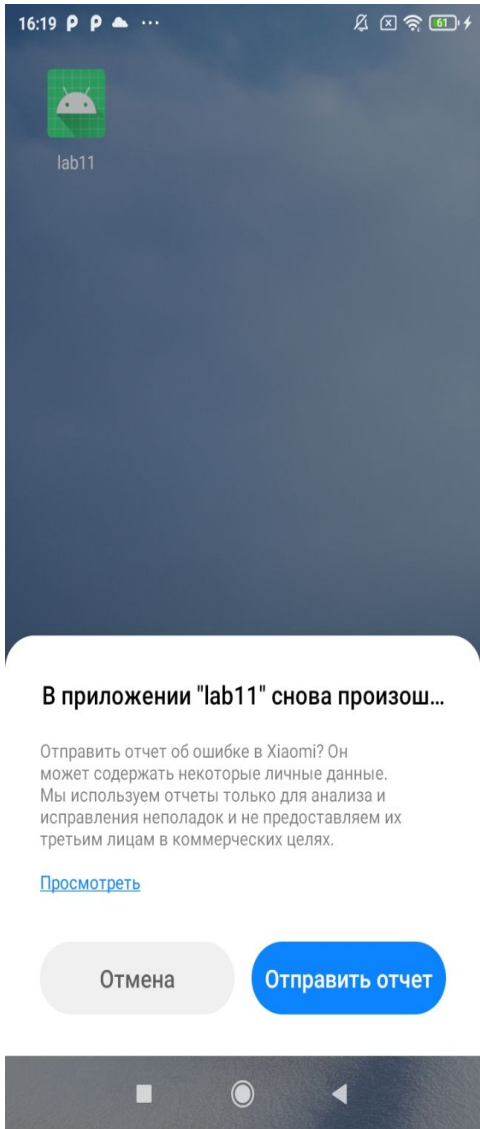 16:19 P P ...
61
lab11
В приложении "lab11" снова произош...
Отправить отчет об ошибке в Xiaomi? Он
может содержать некоторые личные данные.
Мы используем отчеты только для анализа и
исправления неполадок и не предоставляем их
третьим лицам в коммерческих целях.
Просмотреть
Отмена
Отправить отчет